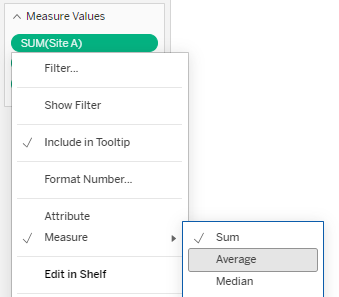 Measure Values
SUM(Site A)
Filter...
Show Filter
Include in Tooltip
Format Number...
Attribute
Measure
Sum
Average
Edit in Shelf
Median